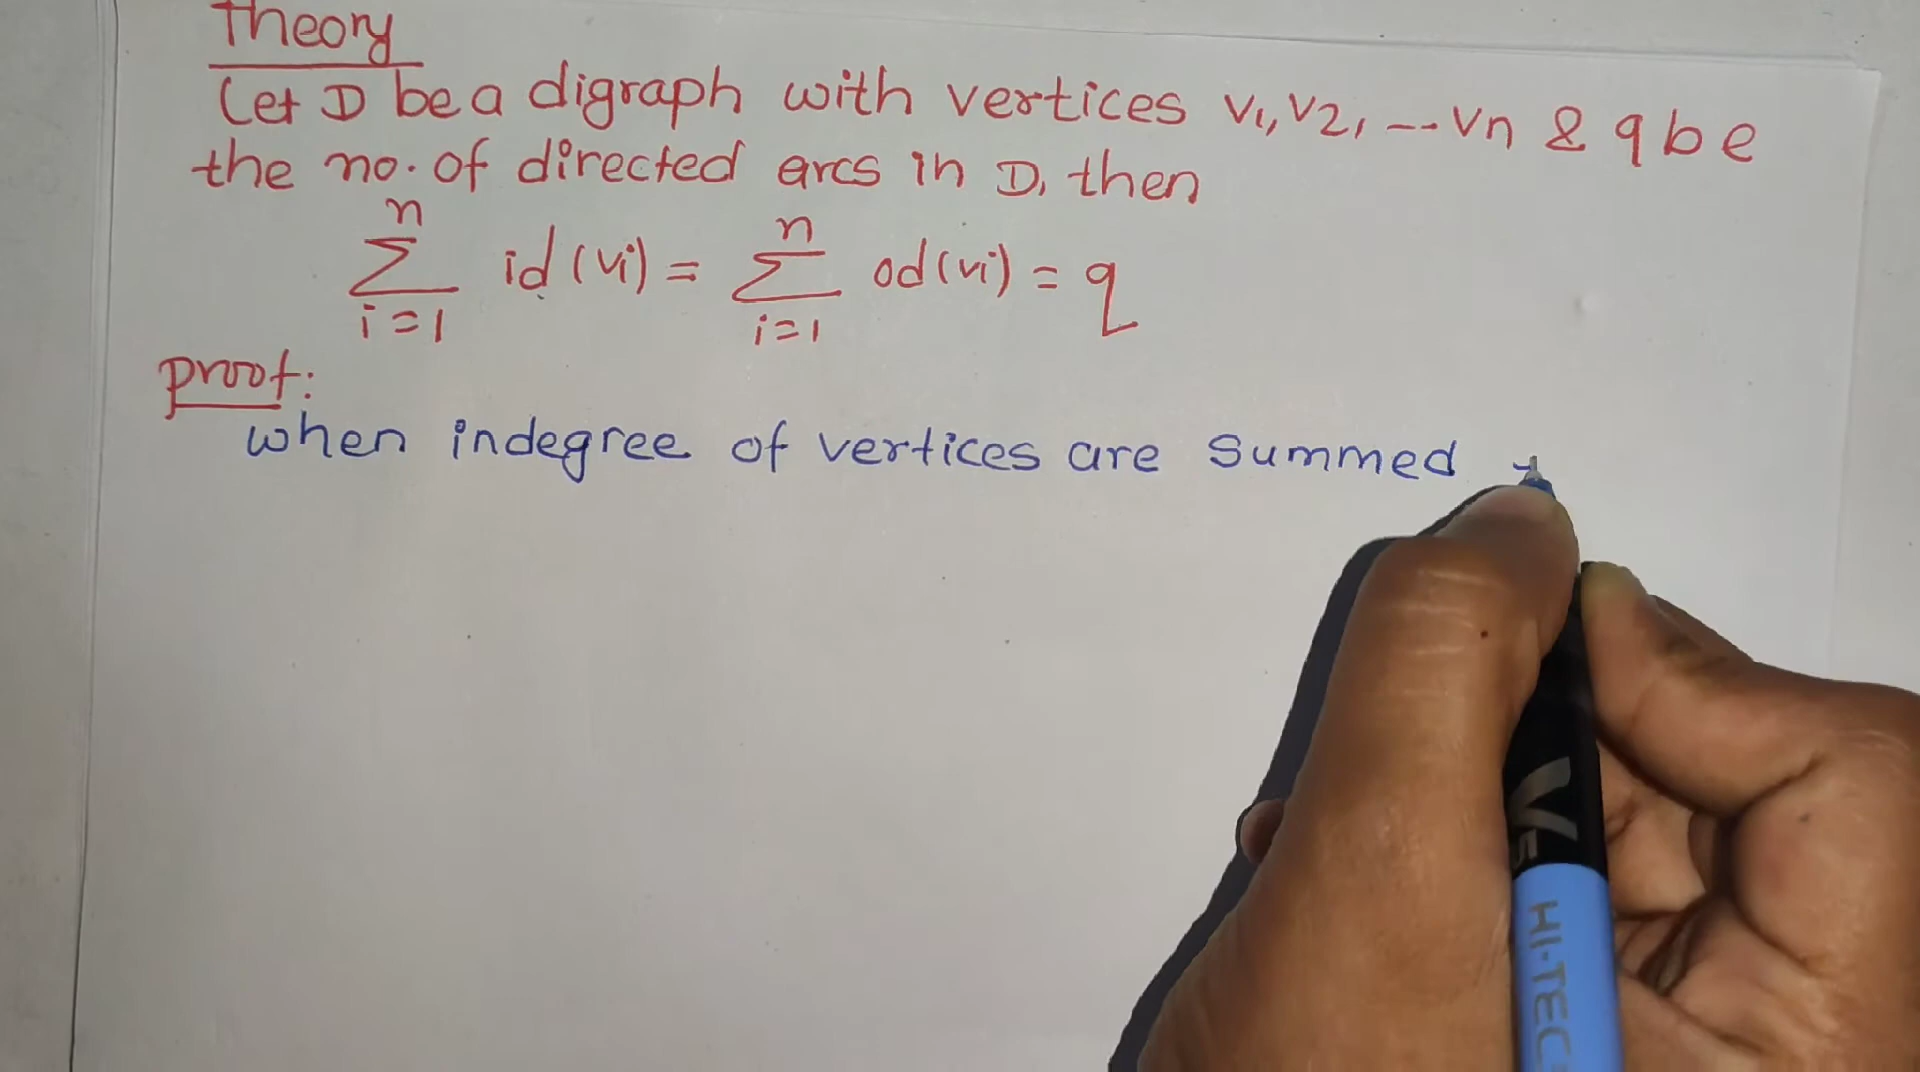 Theory
Let D be a digraph with vertices v1, v2, --- vn & q be
the no. of directed arcs in D, then
n n
Σ id(vi) = Σ od(vi) = q
i=1 i=1
proof:
when indegree of vertices are summed
V5
HI-TEC